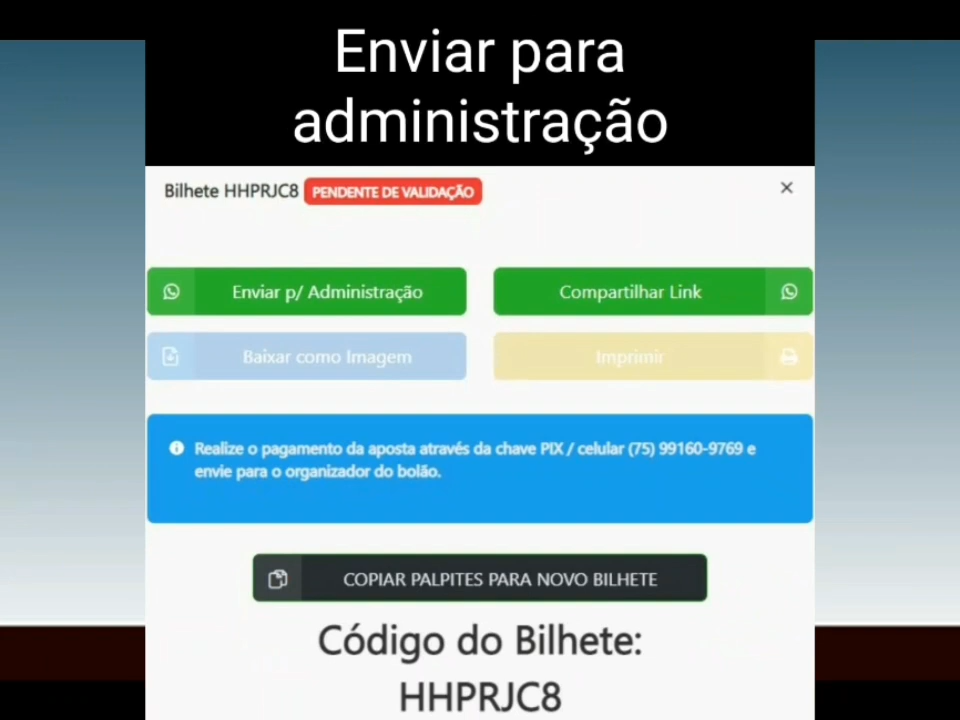 Enviar para
administração
Bilhete HHPRJC8 PENDENTE DE VALIDAÇÃO
Enviar p/ Administração
Compartilhar Link
Baixar como Imagem
Imprimir
Realize o pagamento da aposta através da chave PIX / celular (75) 99160-9769 e
envie para o organizador do bolão.
COPIAR PALPITES PARA NOVO BILHETE
Código do Bilhete:
HHPRJC8